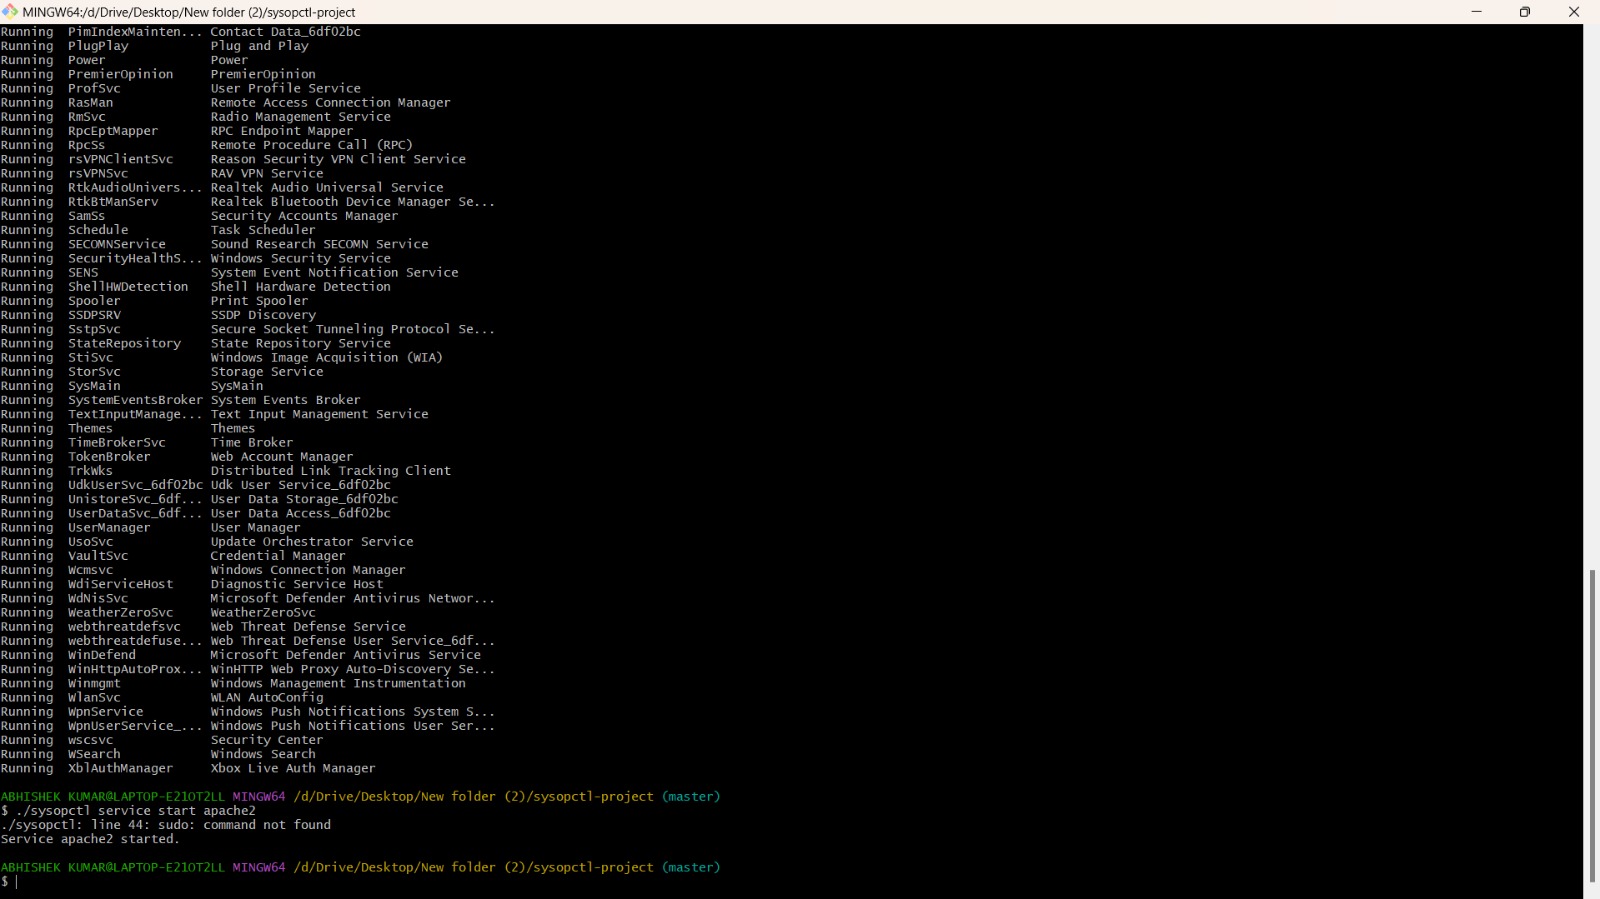 MINGW64:/d/Drive/Desktop/New folder (2)/sysopctl-project
Running  PimIndexMainten... Contact Data_6df02bc
Running  PlugPlay           Plug and Play
Running  Power              Power
Running  PremierOpinion     PremierOpinion
Running  ProfSvc            User Profile Service
Running  RasMan             Remote Access Connection Manager
Running  RmSvc              Radio Management Service
Running  RpcEptMapper       RPC Endpoint Mapper
Running  RpcSs              Remote Procedure Call (RPC)
Running  rsVPNClientSvc     Reason Security VPN Client Service
Running  rsVPNSvc           RAV VPN Service
Running  RtkAudioUnivers... Realtek Audio Universal Service
Running  RtkBtManServ       Realtek Bluetooth Device Manager Se...
Running  SamSs              Security Accounts Manager
Running  Schedule           Task Scheduler
Running  SECOMNService      Sound Research SECOMN Service
Running  SecurityHealthS... Windows Security Service
Running  SENS               System Event Notification Service
Running  ShellHWDetection   Shell Hardware Detection
Running  Spooler            Print Spooler
Running  SSDPSRV            SSDP Discovery
Running  SstpSvc            Secure Socket Tunneling Protocol Se...
Running  StateRepository    State Repository Service
Running  StiSvc             Windows Image Acquisition (WIA)
Running  StorSvc            Storage Service
Running  SysMain            SysMain
Running  SystemEventsBroker System Events Broker
Running  TextInputManage... Text Input Management Service
Running  Themes             Themes
Running  TimeBrokerSvc      Time Broker
Running  TokenBroker        Web Account Manager
Running  TrkWks             Distributed Link Tracking Client
Running  UdkUserSvc_6df02bc Udk User Service_6df02bc
Running  UnistoreSvc_6df... User Data Storage_6df02bc
Running  UserDataSvc_6df... User Data Access_6df02bc
Running  UserManager        User Manager
Running  UsoSvc             Update Orchestrator Service
Running  VaultSvc           Credential Manager
Running  Wcmsvc             Windows Connection Manager
Running  WdiServiceHost     Diagnostic Service Host
Running  WdNisSvc           Microsoft Defender Antivirus Networ...
Running  WeatherZeroSvc     WeatherZeroSvc
Running  webthreatdefsvc    Web Threat Defense Service
Running  webthreatdefuse... Web Threat Defense User Service_6df...
Running  WinDefend          Microsoft Defender Antivirus Service
Running  WinHttpAutoProx... WinHTTP Web Proxy Auto-Discovery Se...
Running  Winmgmt            Windows Management Instrumentation
Running  WlanSvc            WLAN AutoConfig
Running  WpnService         Windows Push Notifications System S...
Running  WpnUserService_... Windows Push Notifications User Ser...
Running  wscsvc             Security Center
Running  WSearch            Windows Search
Running  XblAuthManager     Xbox Live Auth Manager
ABHISHEK KUMAR@LAPTOP-E21OT2LL MINGW64 /d/Drive/Desktop/New folder (2)/sysopctl-project (master)
$ ./sysopctl service start apache2
./sysopctl: line 44: sudo: command not found
Service apache2 started.
ABHISHEK KUMAR@LAPTOP-E21OT2LL MINGW64 /d/Drive/Desktop/New folder (2)/sysopctl-project (master)
$